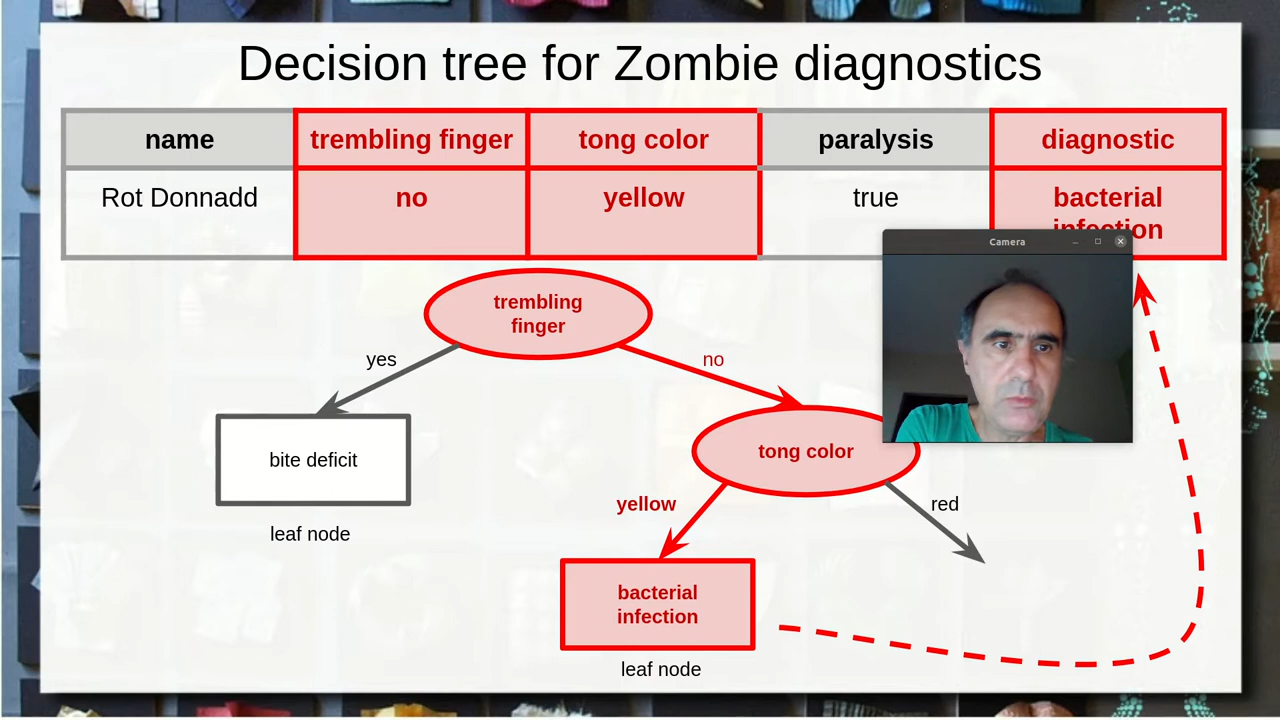 Decision tree for Zombie diagnostics
name trembling finger tong color paralysis diagnostic
Rot Donnadd no yellow true bacterial
infection
Camera
trembling
finger
yes no
bite deficit
tong color
yellow red
leaf node
bacterial
infection
leaf node